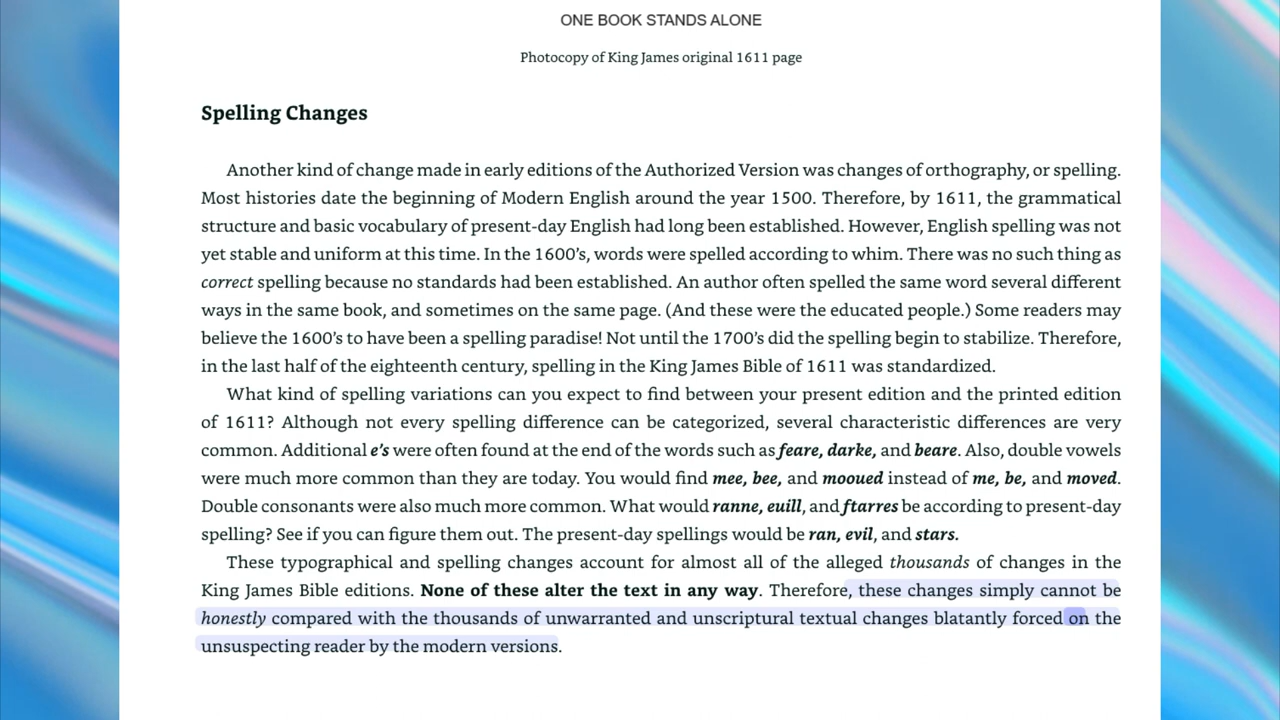 ONE BOOK STANDS ALONE
Photocopy of King James original 1611 page
Spelling Changes
Another kind of change made in early editions of the Authorized Version was changes of orthography, or spelling.
Most histories date the beginning of Modern English around the year 1500. Therefore, by 1611, the grammatical
structure and basic vocabulary of present-day English had long been established. However, English spelling was not
yet stable and uniform at this time. In the 1600's, words were spelled according to whim. There was no such thing as
correct spelling because no standards had been established. An author often spelled the same word several different
ways in the same book, and sometimes on the same page. (And these were the educated people.) Some readers may
believe the 1600's to have been a spelling paradise! Not until the 1700's did the spelling begin to stabilize. Therefore,
in the last half of the eighteenth century, spelling in the King James Bible of 1611 was standardized.
What kind of spelling variations can you expect to find between your present edition and the printed edition
of 1611? Although not every spelling difference can be categorized, several characteristic differences are very
common. Additional e's were often found at the end of the words such as feare, darke, and beare. Also, double vowels
were much more common than they are today. You would find mee, bee, and mooued instead of me, be, and moved.
Double consonants were also much more common. What would ranne, euill, and ftarres be according to present-day
spelling? See if you can figure them out. The present-day spellings would be ran, evil, and stars.
These typographical and spelling changes account for almost all of the alleged thousands of changes in the
King James Bible editions. None of these alter the text in any way. Therefore, these changes simply cannot be
honestly compared with the thousands of unwarranted and unscriptural textual changes blatantly forced on the
unsuspecting reader by the modern versions.